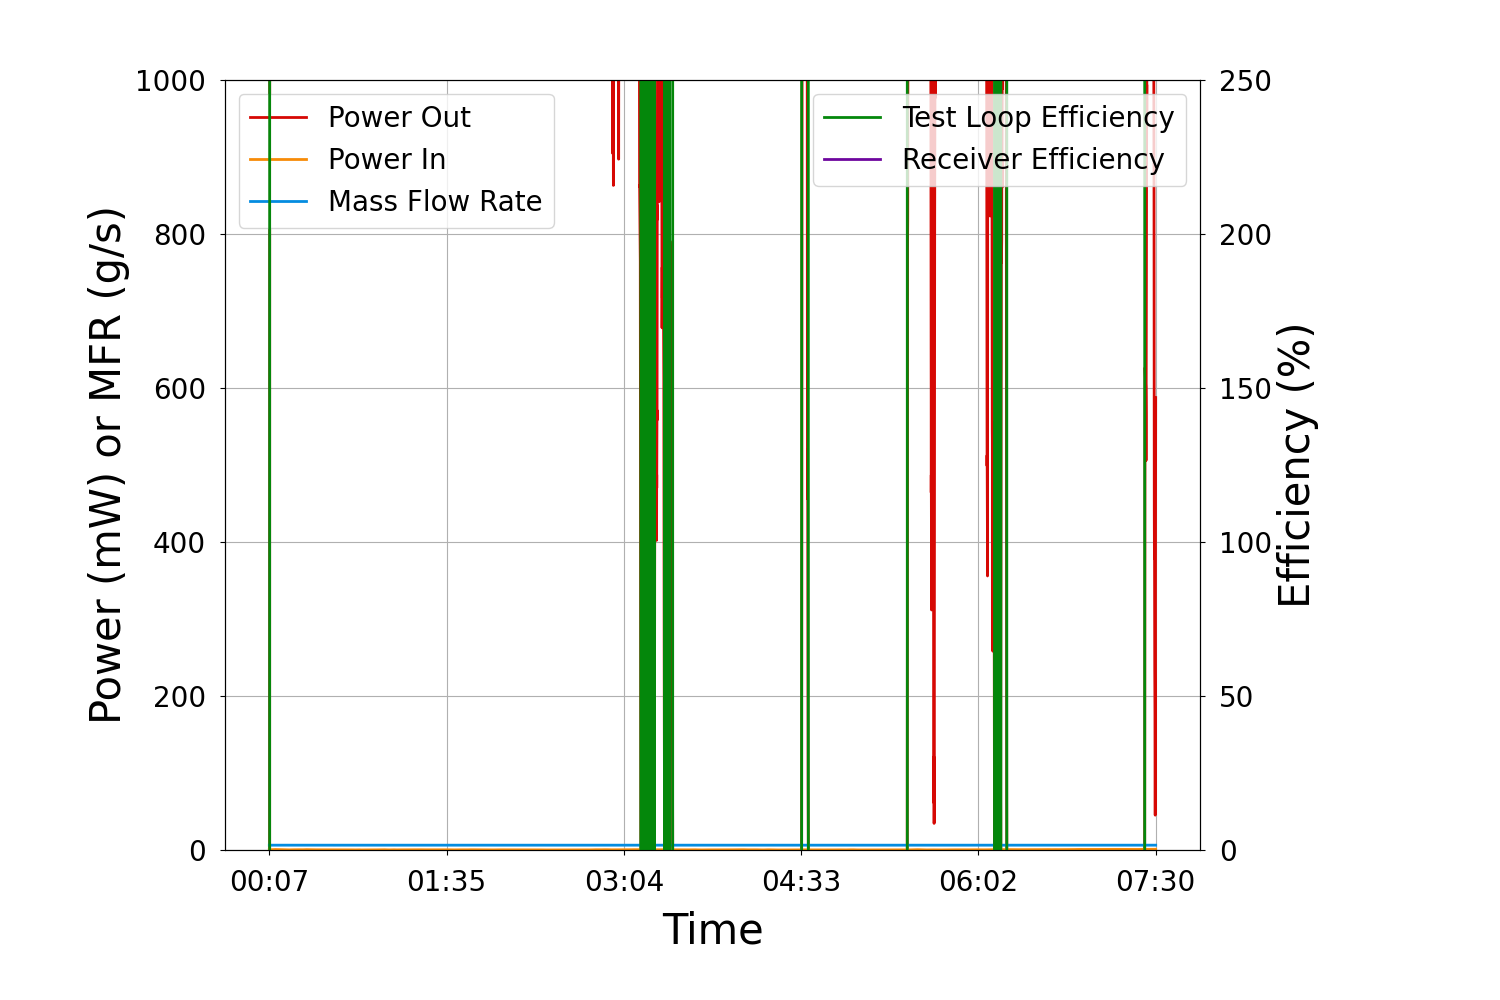 1000
800
600
400
200
0
Power (mW) or MFR (g/s)
Power Out
Power In
Mass Flow Rate
Test Loop Efficiency
Receiver Efficiency
250
200
150
100
50
0
Efficiency (%)
00:07 01:35 03:04 04:33 06:02 07:30
Time